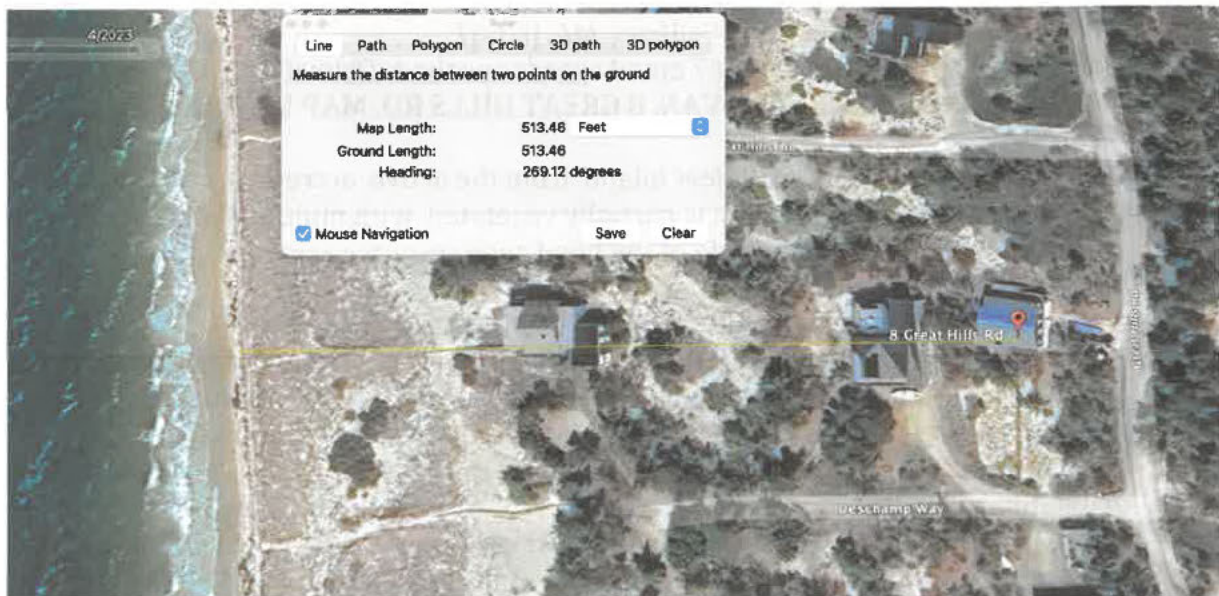 4/2023
Line Path Polygon Circle 3D path 3D polygon
Measure the distance between two points on the ground
Map Length: 513.46 Feet
Ground Length: 513.46
Heading: 269.12 degrees
Mouse Navigation Save Clear
8 Great Hills Rd
Deschamp Way